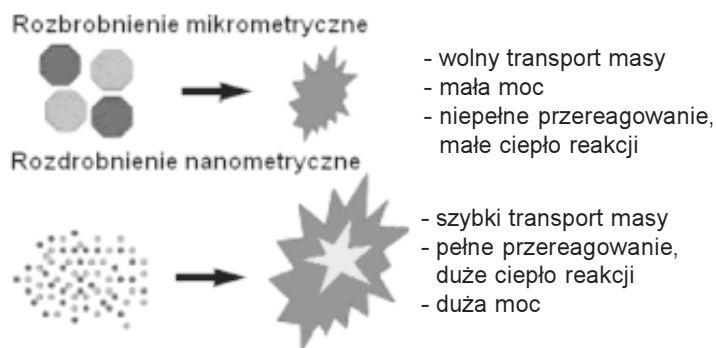 Rozbrobnienie mikrometryczne
- wolny transport masy
- mała moc
- niepełne przereagowanie,
małe ciepło reakcji
Rozdrobnienie nanometryczne
- szybki transport masy
- pełne przereagowanie,
duże ciepło reakcji
- duża moc